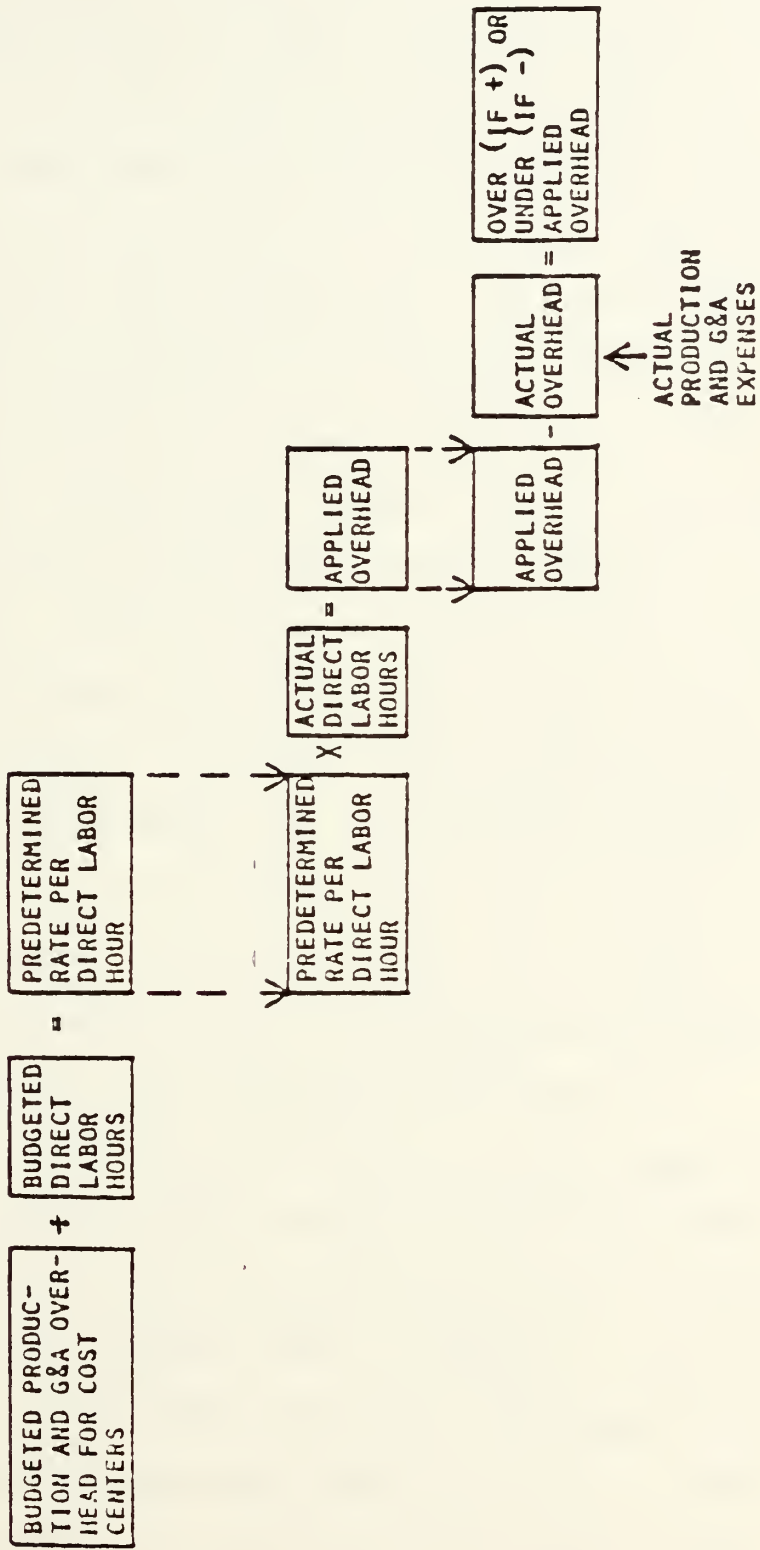 BUDGETED PRODUC-
TION AND G&A OVER-
HEAD FOR COST
CENTERS
+
BUDGETED
DIRECT
LABOR
HOURS
=
PREDETERMINED
RATE PER
DIRECT LABOR
HOUR
PREDETERMINED
RATE PER
DIRECT LABOR
HOUR
X
ACTUAL
DIRECT
LABOR
HOURS
=
APPLIED
OVERHEAD
APPLIED
OVERHEAD
-
ACTUAL
OVERHEAD
=
OVER (IF +) OR
UNDER (IF -)
APPLIED
OVERHEAD
ACTUAL
PRODUCTION
AND G&A
EXPENSES